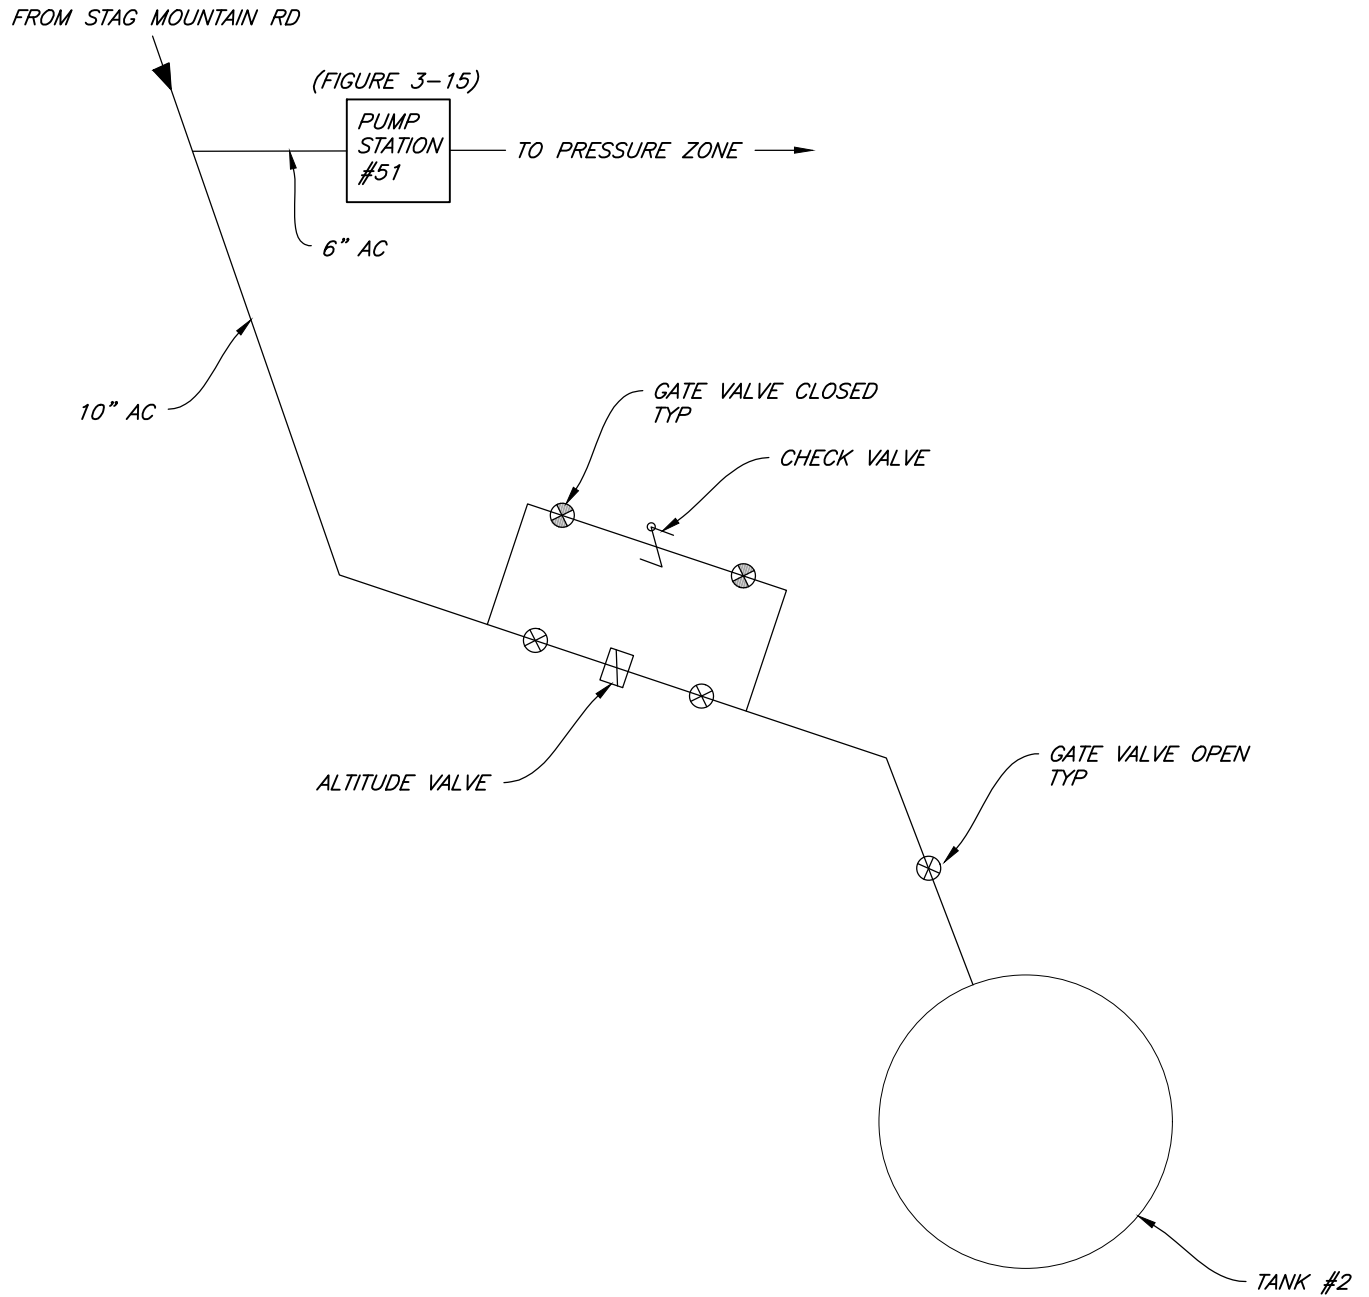 FROM STAG MOUNTAIN RD
(FIGURE 3-15)
PUMP
STATION
#51
TO PRESSURE ZONE
6" AC
10" AC
GATE VALVE CLOSED
TYP
CHECK VALVE
ALTITUDE VALVE
GATE VALVE OPEN
TYP
TANK #2